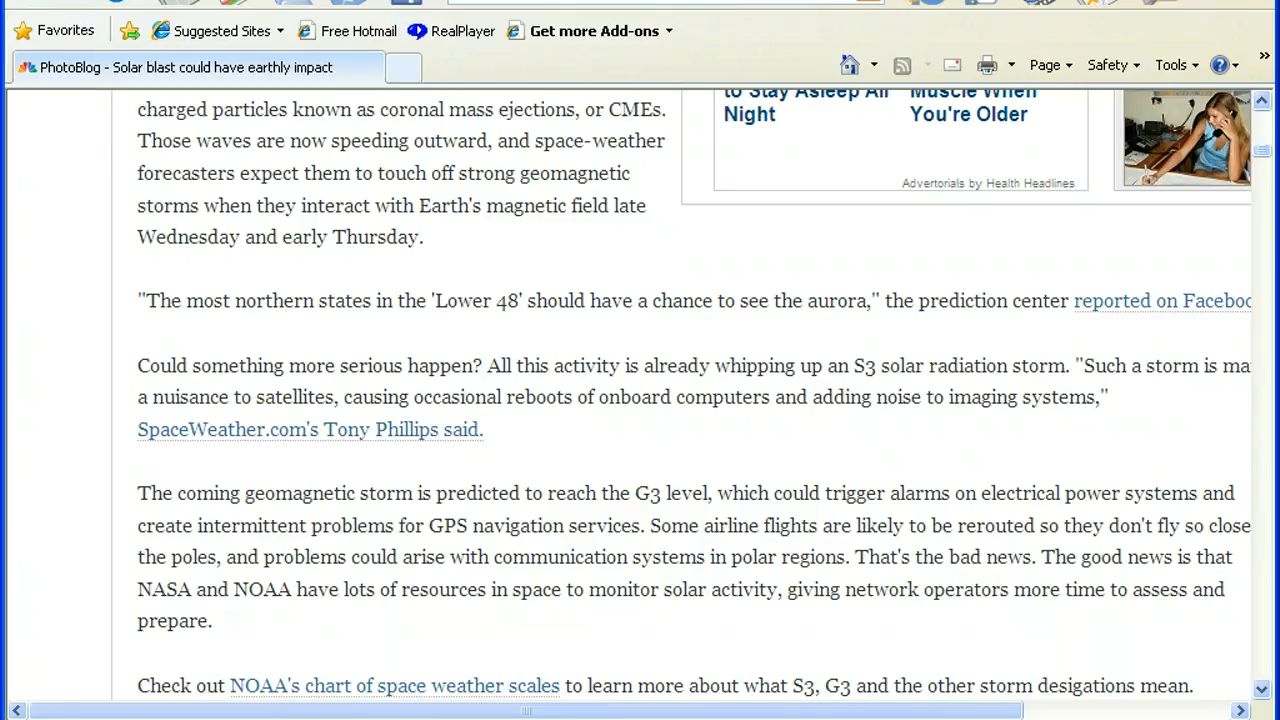 Favorites Suggested Sites Free Hotmail RealPlayer Get more Add-ons
PhotoBlog - Solar blast could have earthly impact
Page Safety Tools »
charged particles known as coronal mass ejections, or CMEs.
Those waves are now speeding outward, and space-weather
forecasters expect them to touch off strong geomagnetic
storms when they interact with Earth's magnetic field late
Wednesday and early Thursday.
to Stay Asleep All
Night
Muscle When
You're Older
Advertorials by Health Headlines
"The most northern states in the 'Lower 48' should have a chance to see the aurora," the prediction center reported on Faceboo
Could something more serious happen? All this activity is already whipping up an S3 solar radiation storm. "Such a storm is ma
a nuisance to satellites, causing occasional reboots of onboard computers and adding noise to imaging systems,"
SpaceWeather.com's Tony Phillips said.
The coming geomagnetic storm is predicted to reach the G3 level, which could trigger alarms on electrical power systems and
create intermittent problems for GPS navigation services. Some airline flights are likely to be rerouted so they don't fly so close
the poles, and problems could arise with communication systems in polar regions. That's the bad news. The good news is that
NASA and NOAA have lots of resources in space to monitor solar activity, giving network operators more time to assess and
prepare.
Check out NOAA's chart of space weather scales to learn more about what S3, G3 and the other storm desigations mean.